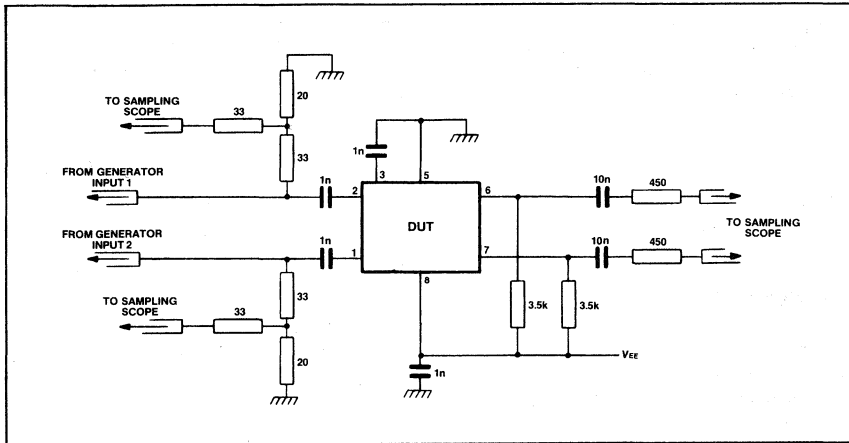 20
TO SAMPLING
SCOPE
33
33
1n
FROM GENERATOR
INPUT 1
1n
2
3
5
6
10n
450
DUT
TO SAMPLING
SCOPE
FROM GENERATOR
INPUT 2
1n
1
7
10n
450
8
33
3.5k
3.5k
TO SAMPLING
SCOPE
33
20
1n
VEE